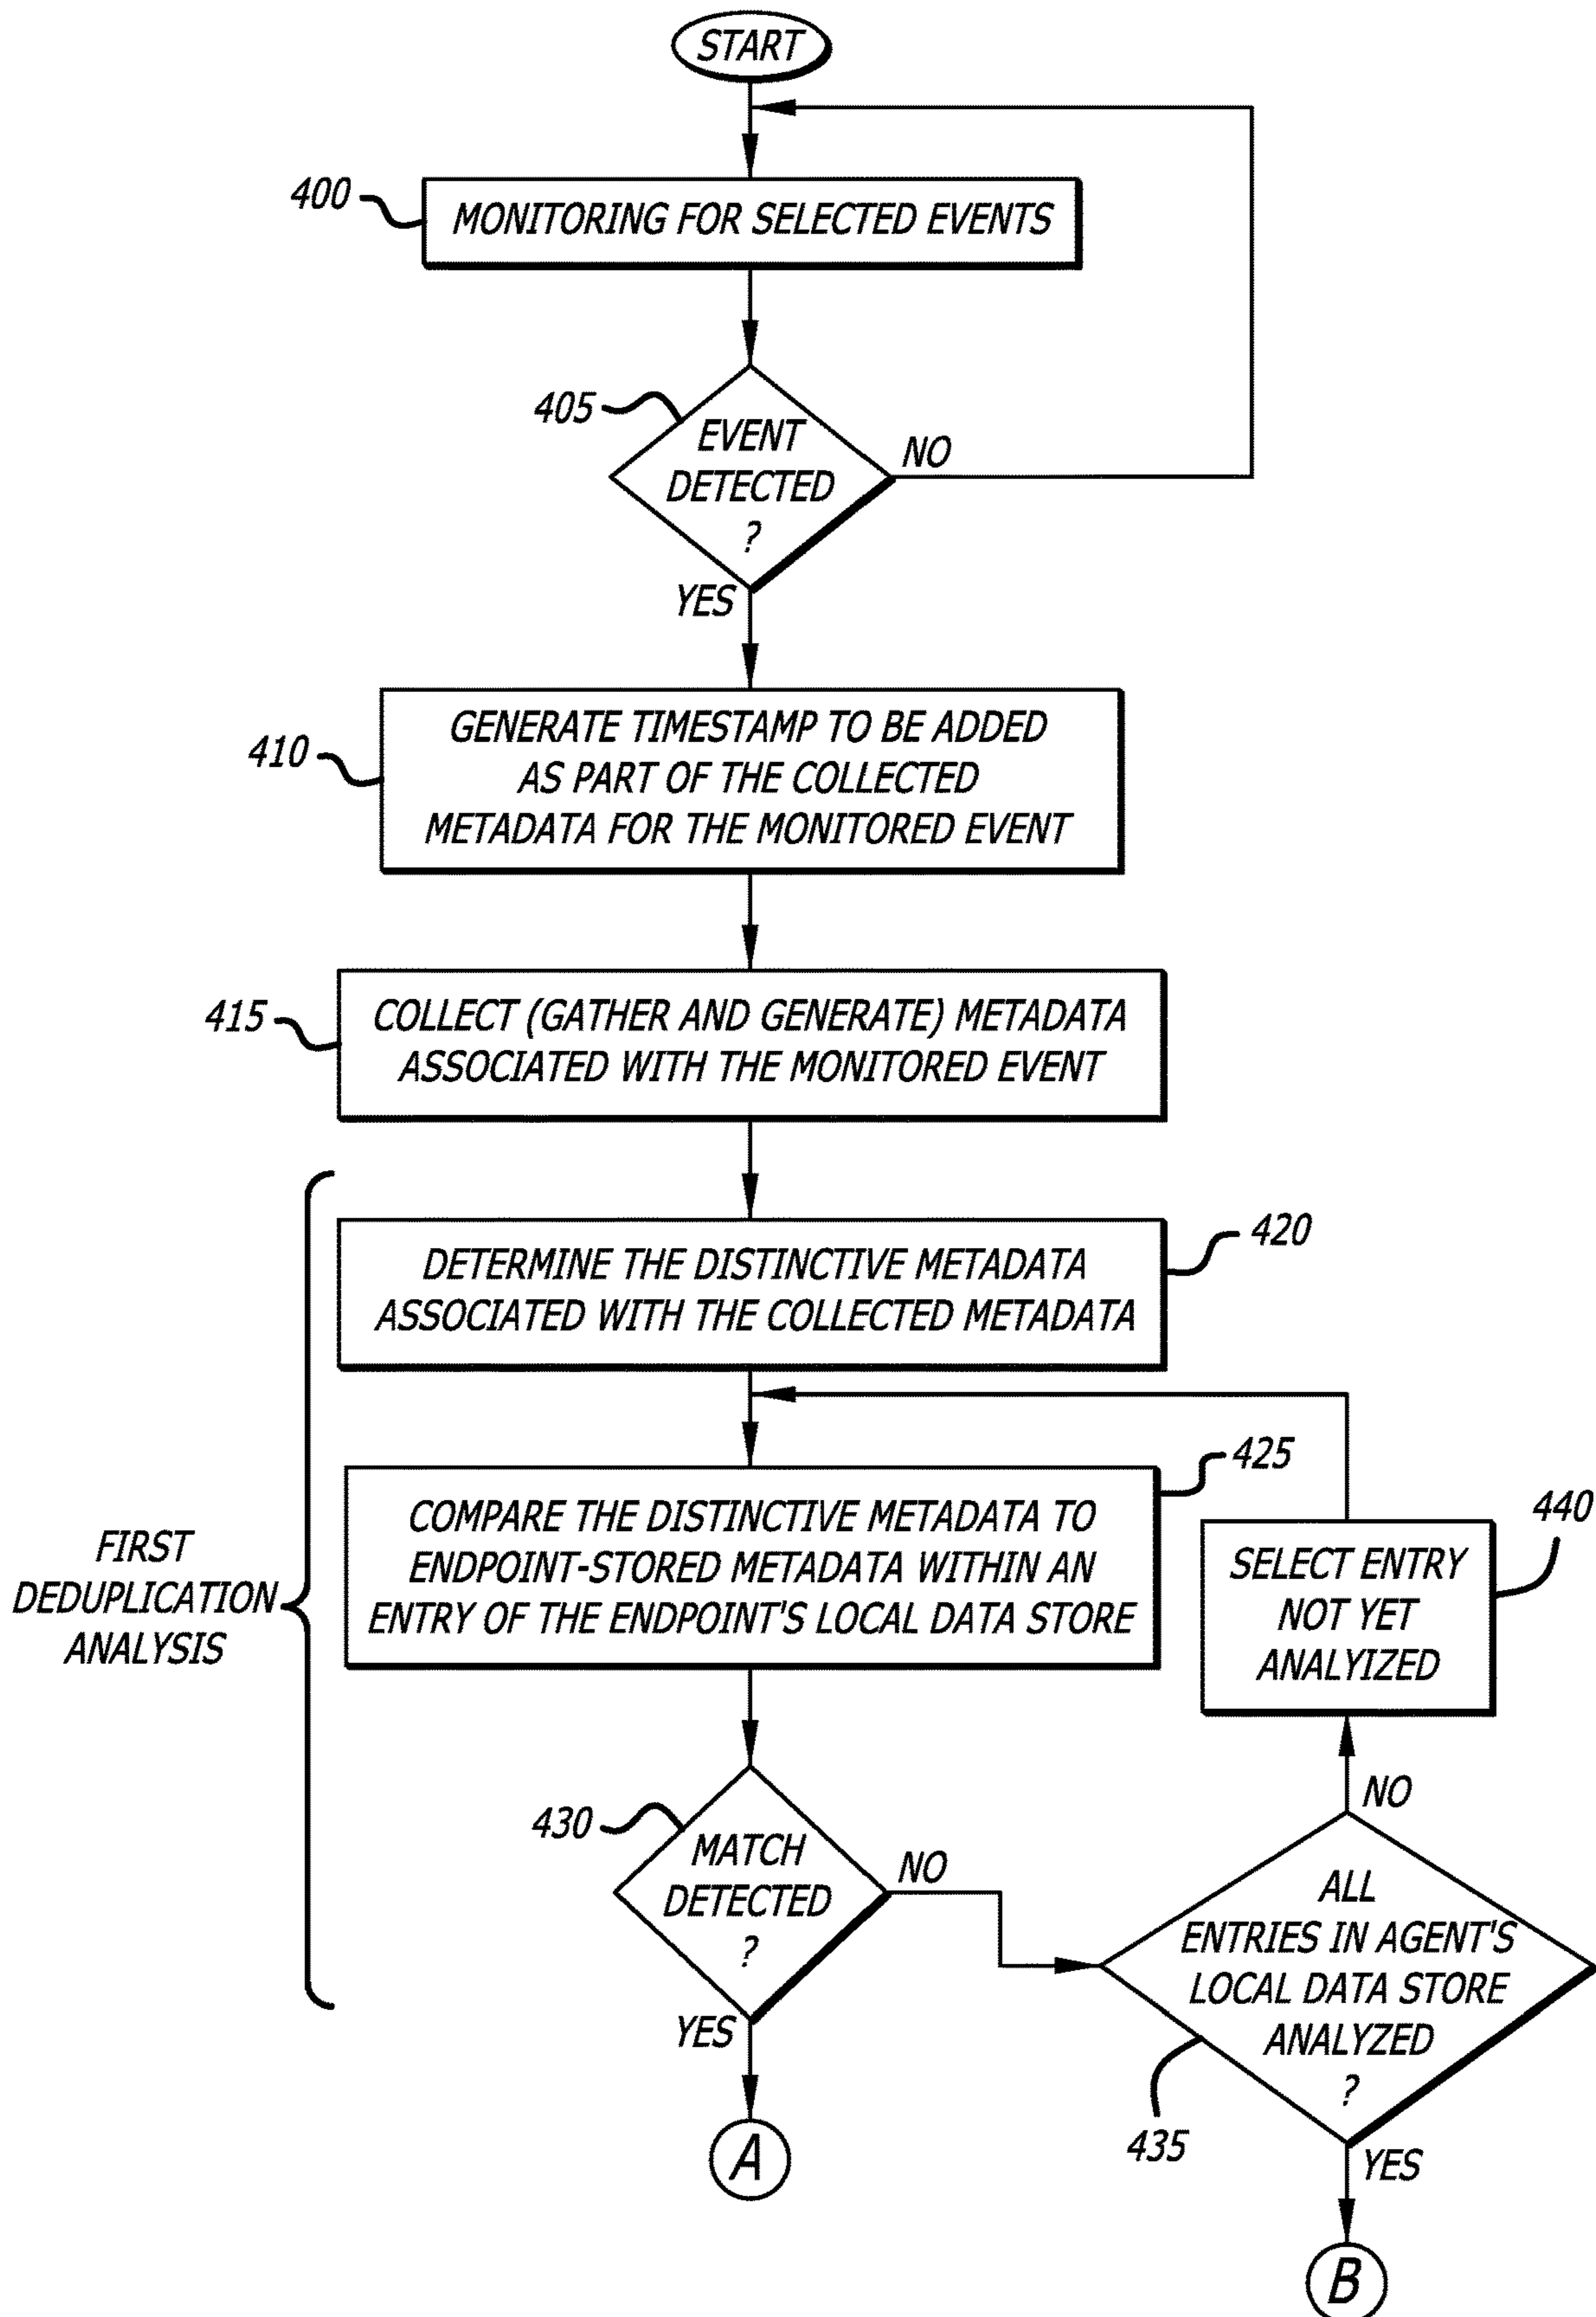 START
400
MONITORING FOR SELECTED EVENTS
405
EVENT
DETECTED
?
NO
YES
410
GENERATE TIMESTAMP TO BE ADDED
AS PART OF THE COLLECTED
METADATA FOR THE MONITORED EVENT
415
COLLECT (GATHER AND GENERATE) METADATA
ASSOCIATED WITH THE MONITORED EVENT
420
DETERMINE THE DISTINCTIVE METADATA
ASSOCIATED WITH THE COLLECTED METADATA
425
COMPARE THE DISTINCTIVE METADATA TO
ENDPOINT-STORED METADATA WITHIN AN
ENTRY OF THE ENDPOINT'S LOCAL DATA STORE
FIRST
DEDUPLICATION
ANALYSIS
440
SELECT ENTRY
NOT YET
ANALYIZED
430
MATCH
DETECTED
?
NO
YES
NO
ALL
ENTRIES IN AGENT'S
LOCAL DATA STORE
ANALYZED
?
435
YES
A
B